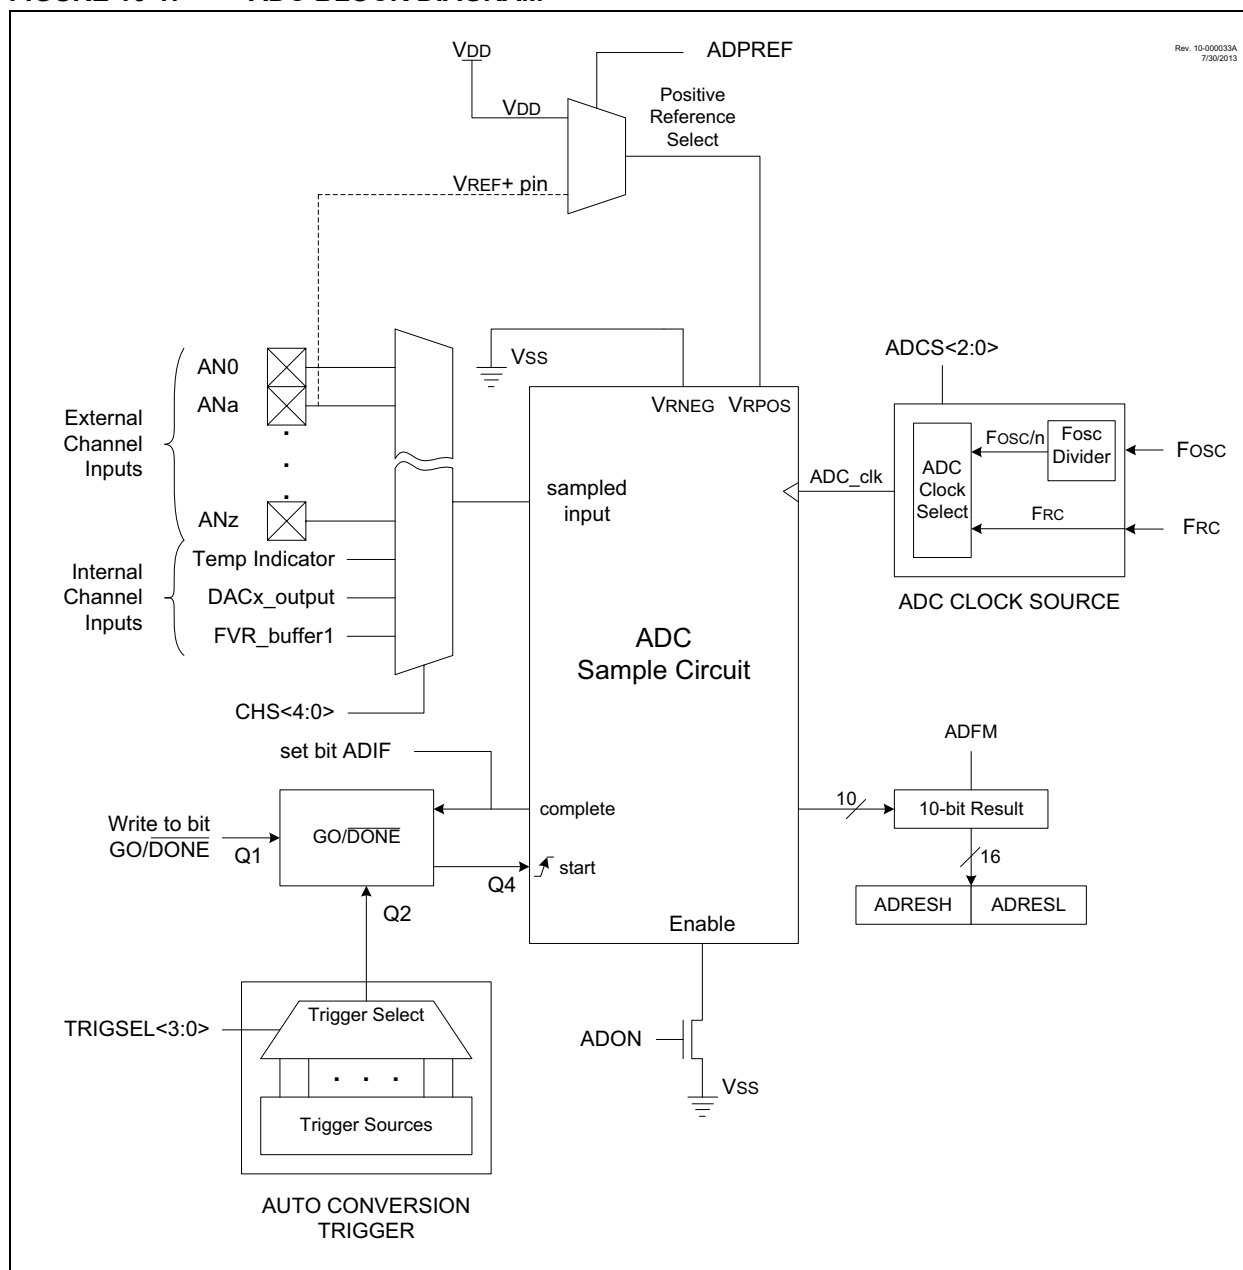 Rev. 10-000033A
7/30/2013
VDD
ADPREF
VDD
Positive
Reference
Select
VREF+ pin
AN0
ANa
External
Channel
Inputs
ANz
Temp Indicator
Internal
Channel
Inputs
DACx_output
FVR_buffer1
CHS<4:0>
VSS
VRNEG
VRPOS
sampled
input
ADC
Sample Circuit
ADCS<2:0>
ADC_clk
ADC
Clock
Select
FOSC/n
Fosc
Divider
FOSC
FRC
FRC
ADC CLOCK SOURCE
set bit ADIF
complete
Write to bit
GO/DONE
Q1
GO/DONE
Q4
start
Q2
Enable
ADFM
10
10-bit Result
16
ADRESH
ADRESL
TRIGSEL<3:0>
Trigger Select
. . .
Trigger Sources
AUTO CONVERSION
TRIGGER
ADON
VSS